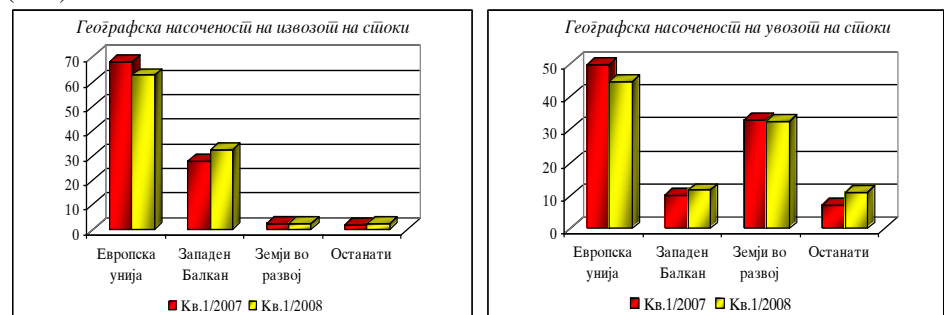 Географска насоченост на извозот на стоки
70
60
50
40
30
20
10
0
Европска унија
Западен Балкан
Земји во развој
Останати
Кв.1/2007
Кв.1/2008
Географска насоченост на увозот на стоки
50
40
30
20
10
0
Европска унија
Западен Балкан
Земји во развој
Останати
Кв.1/2007
Кв.1/2008